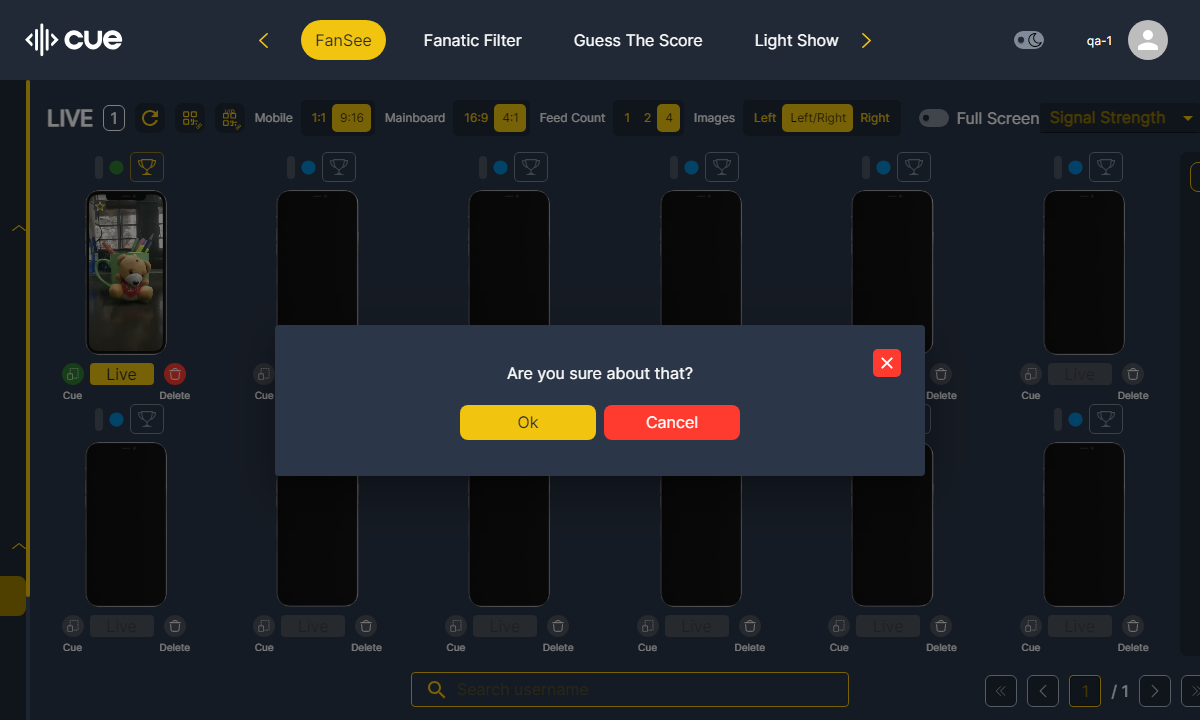 CUE
FanSee
Fanatic Filter
Guess The Score
Light Show
qa-1
LIVE 1
Mobile 1:1 9:16
Mainboard 16:9 4:1
Feed Count 1 2 4
Images Left Left/Right Right
Full Screen
Signal Strength
Live
Cue Delete
Cue
Delete
Live
Cue Delete
Are you sure about that?
Ok Cancel
Live Live Live Live Live Live
Cue Delete Cue Delete Cue Delete Cue Delete Cue Delete Cue Delete
Search username
1 / 1